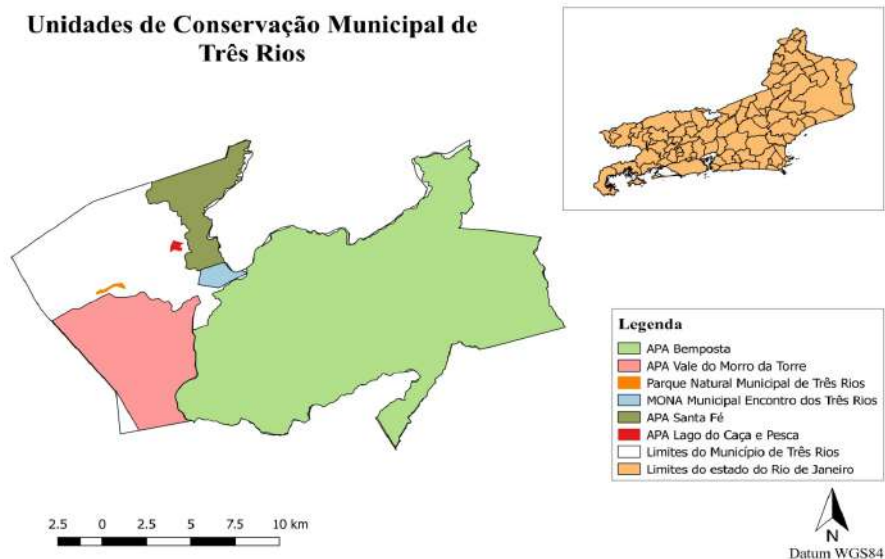 Unidades de Conservação Municipal de
Três Rios
Legenda
APA Bemposta
APA Vale do Morro da Torre
Parque Natural Municipal de Três Rios
MONA Municipal Encontro dos Três Rios
APA Santa Fé
APA Lago do Caça e Pesca
Limites do Município de Três Rios
Limites do estado do Rio de Janeiro
2.5 0 2.5 5 7.5 10 km
N
Datum WGS84